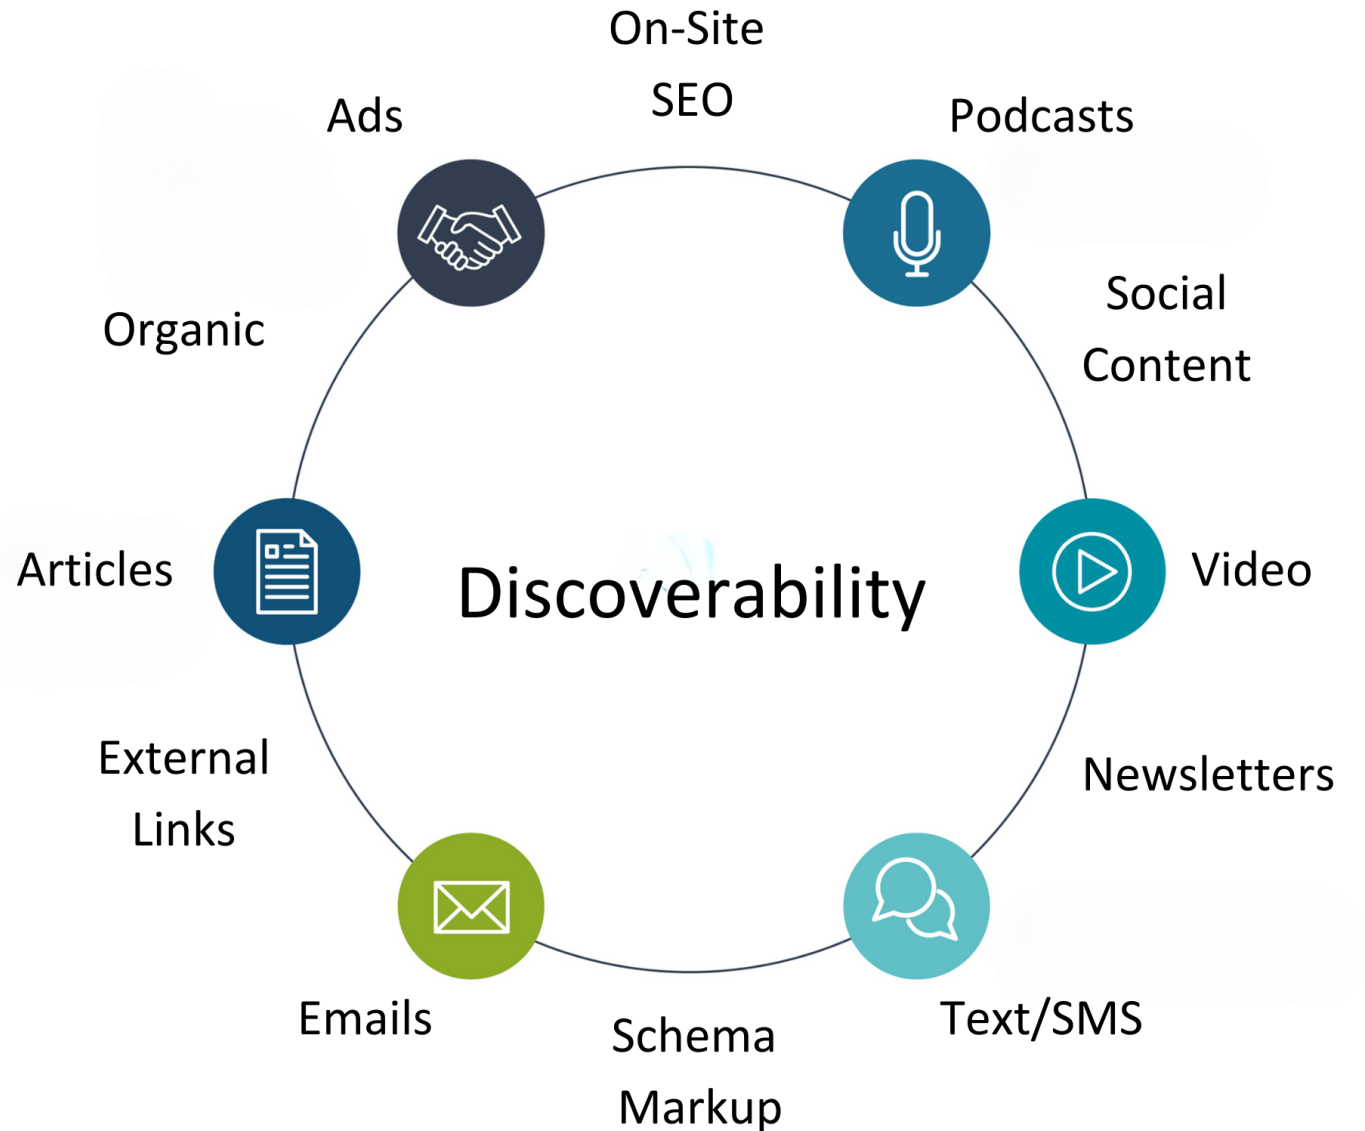 On-Site
SEO
Ads
Podcasts
Social
Content
Organic
Articles
Discoverability
Video
External
Links
Newsletters
Emails
Schema
Markup
Text/SMS